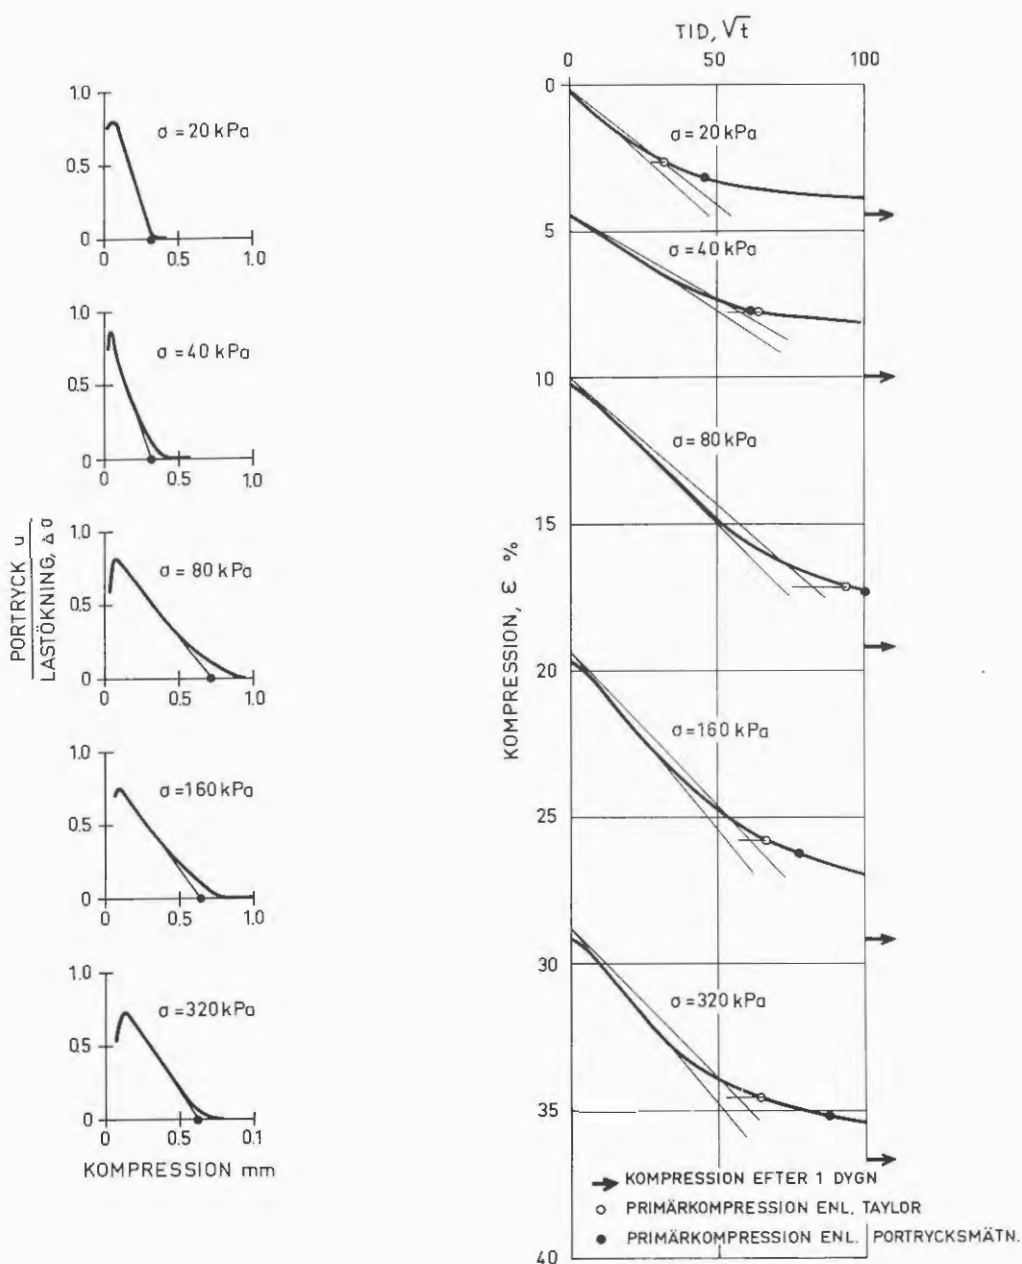 1.0
0.5
0
0 0.5 1.0
σ = 20 kPa
1.0
0.5
0
0 0.5 1.0
σ = 40 kPa
PORTRYCK u
LASTÖKNING, Δσ
1.0
0.5
0
0 0.5 1.0
σ = 80 kPa
1.0
0.5
0
0 0.5 1.0
σ=160 kPa
1.0
0.5
0
0 0.5 0.1
σ=320 kPa
KOMPRESSION mm
TID, √t
0 50 100
KOMPRESSION, ε %
0
5
10
15
20
25
30
35
40
σ = 20 kPa
σ = 40 kPa
σ = 80 kPa
σ=160 kPa
σ=320 kPa
KOMPRESSION EFTER 1 DYGN
PRIMÄRKOMPRESSION ENL. TAYLOR
PRIMÄRKOMPRESSION ENL. PORTRYCKSMÄTN.